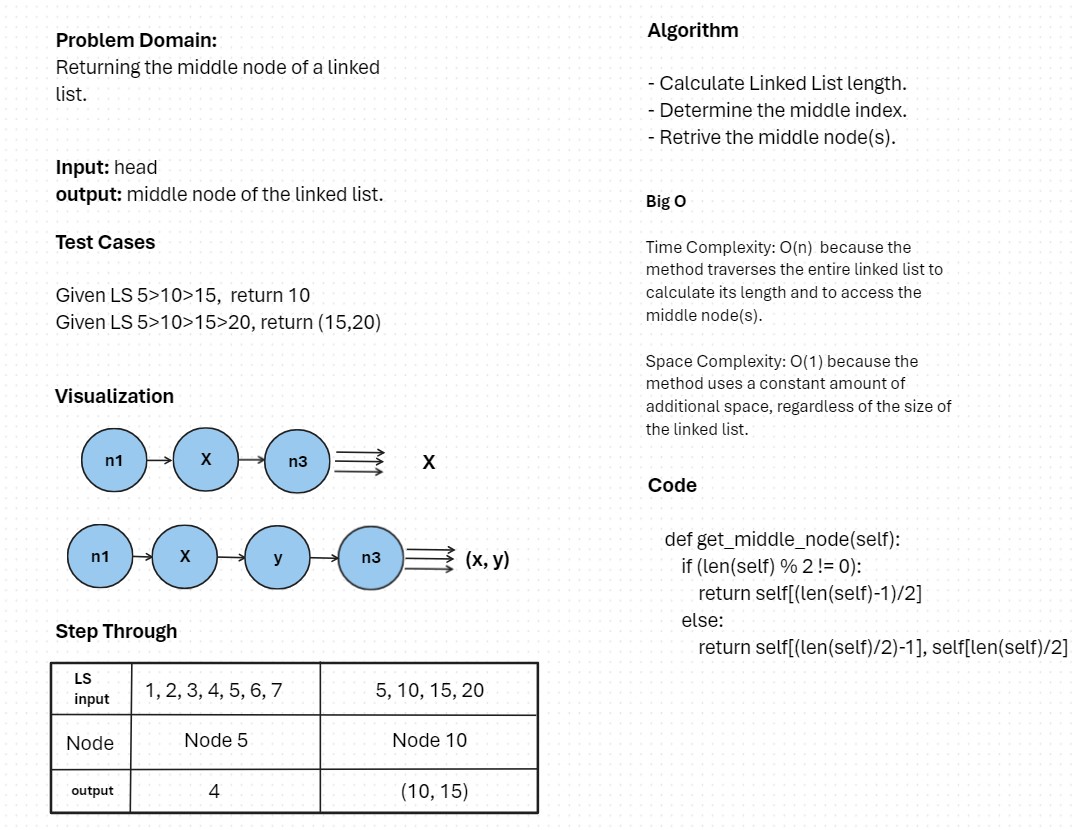 Problem Domain:
Returning the middle node of a linked
list.
Input: head
output: middle node of the linked list.
Test Cases
Given LS 5>10>15,  return 10
Given LS 5>10>15>20, return (15,20)
Visualization
n1
X
n3
X
n1
X
y
n3
(x, y)
Step Through
LS
input
1, 2, 3, 4, 5, 6, 7
5, 10, 15, 20
Node
Node 5
Node 10
output
4
(10, 15)
Algorithm
- Calculate Linked List length.
- Determine the middle index.
- Retrive the middle node(s).
Big O
Time Complexity: O(n)  because the
method traverses the entire linked list to
calculate its length and to access the
middle node(s).
Space Complexity: O(1) because the
method uses a constant amount of
additional space, regardless of the size of
the linked list.
Code
def get_middle_node(self):
if (len(self) % 2 != 0):
return self[(len(self)-1)/2]
else:
return self[(len(self)/2)-1], self[len(self)/2]